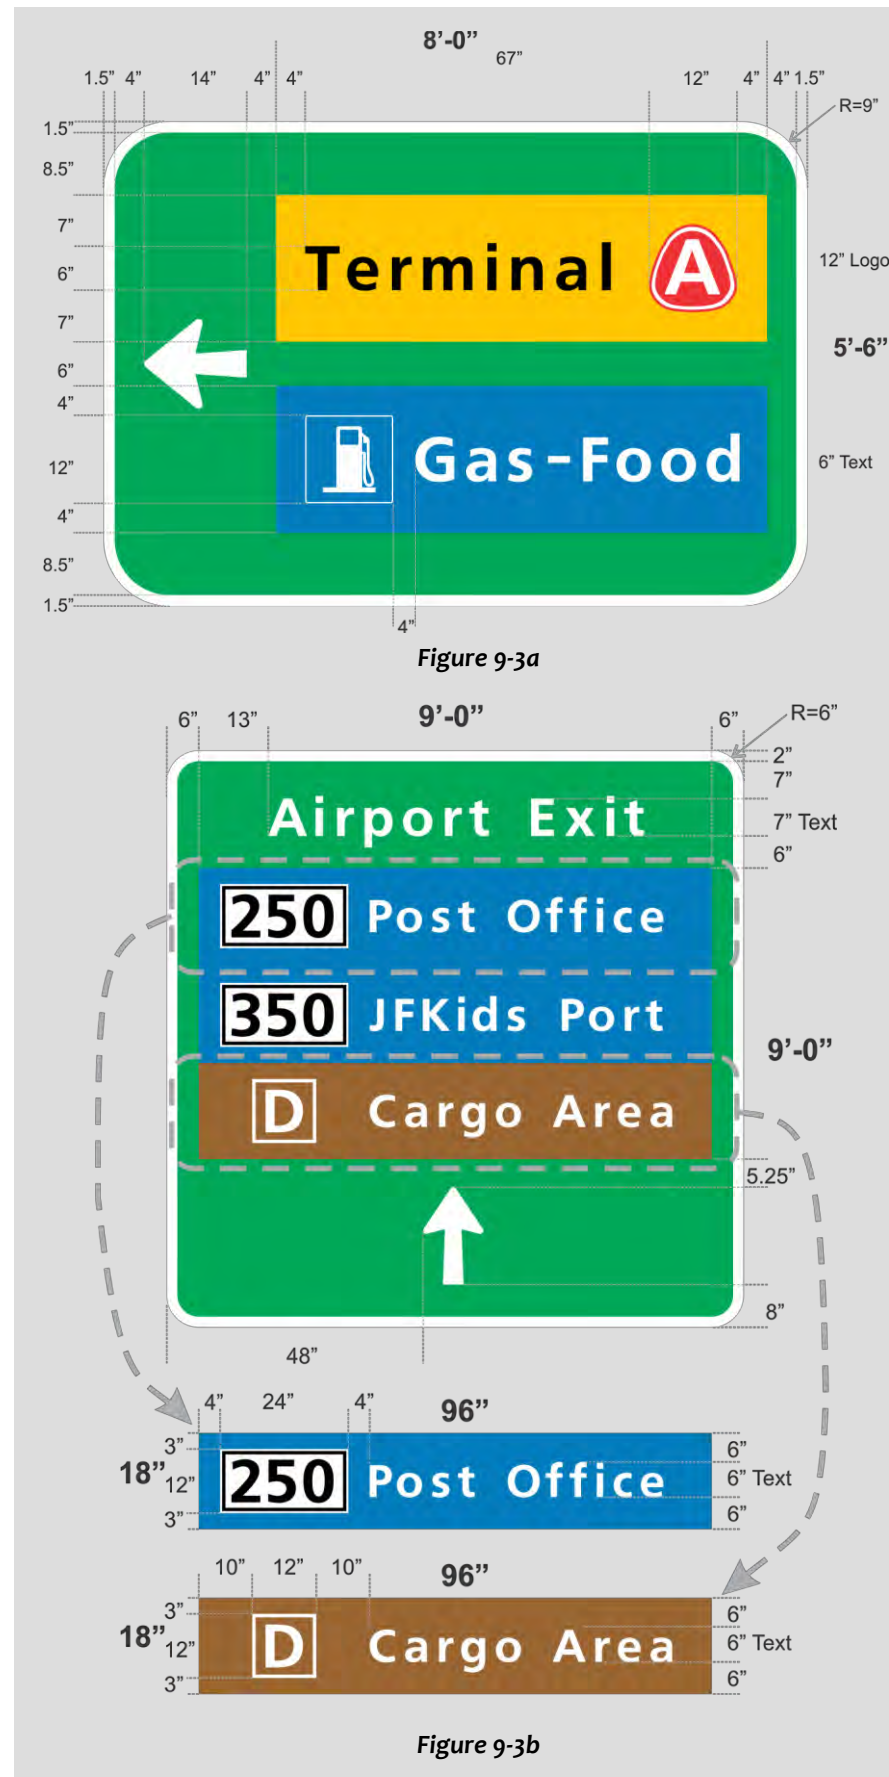 8’-0”
67”
1.5” 4” 14” 4” 4” 12” 4” 4” 1.5”
R=9”
1.5”
8.5”
7”
6”
7”
6”
4”
12”
4”
8.5”
1.5”
Terminal A
12” Logo
5’-6”
Gas-Food
6” Text
4”
Figure 9-3a
6” 13” 9’-0” 6” R=6”
2”
7”
Airport Exit
7” Text
6”
250 Post Office
350 JFKids Port
9’-0”
D Cargo Area
5.25”
8”
48”
4” 24” 4” 96”
3”
18” 12”
3”
250 Post Office
6”
6” Text
6”
10” 12” 10” 96”
3”
18” 12”
3”
D Cargo Area
6”
6” Text
6”
Figure 9-3b